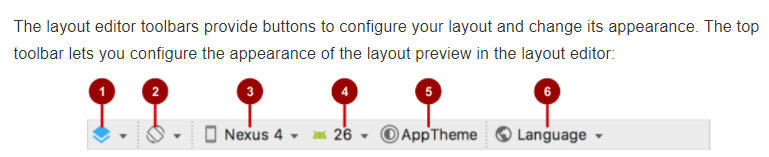 The layout editor toolbars provide buttons to configure your layout and change its appearance. The top
toolbar lets you configure the appearance of the layout preview in the layout editor:
1 2 3 4 5 6
Nexus 4 26 AppTheme Language